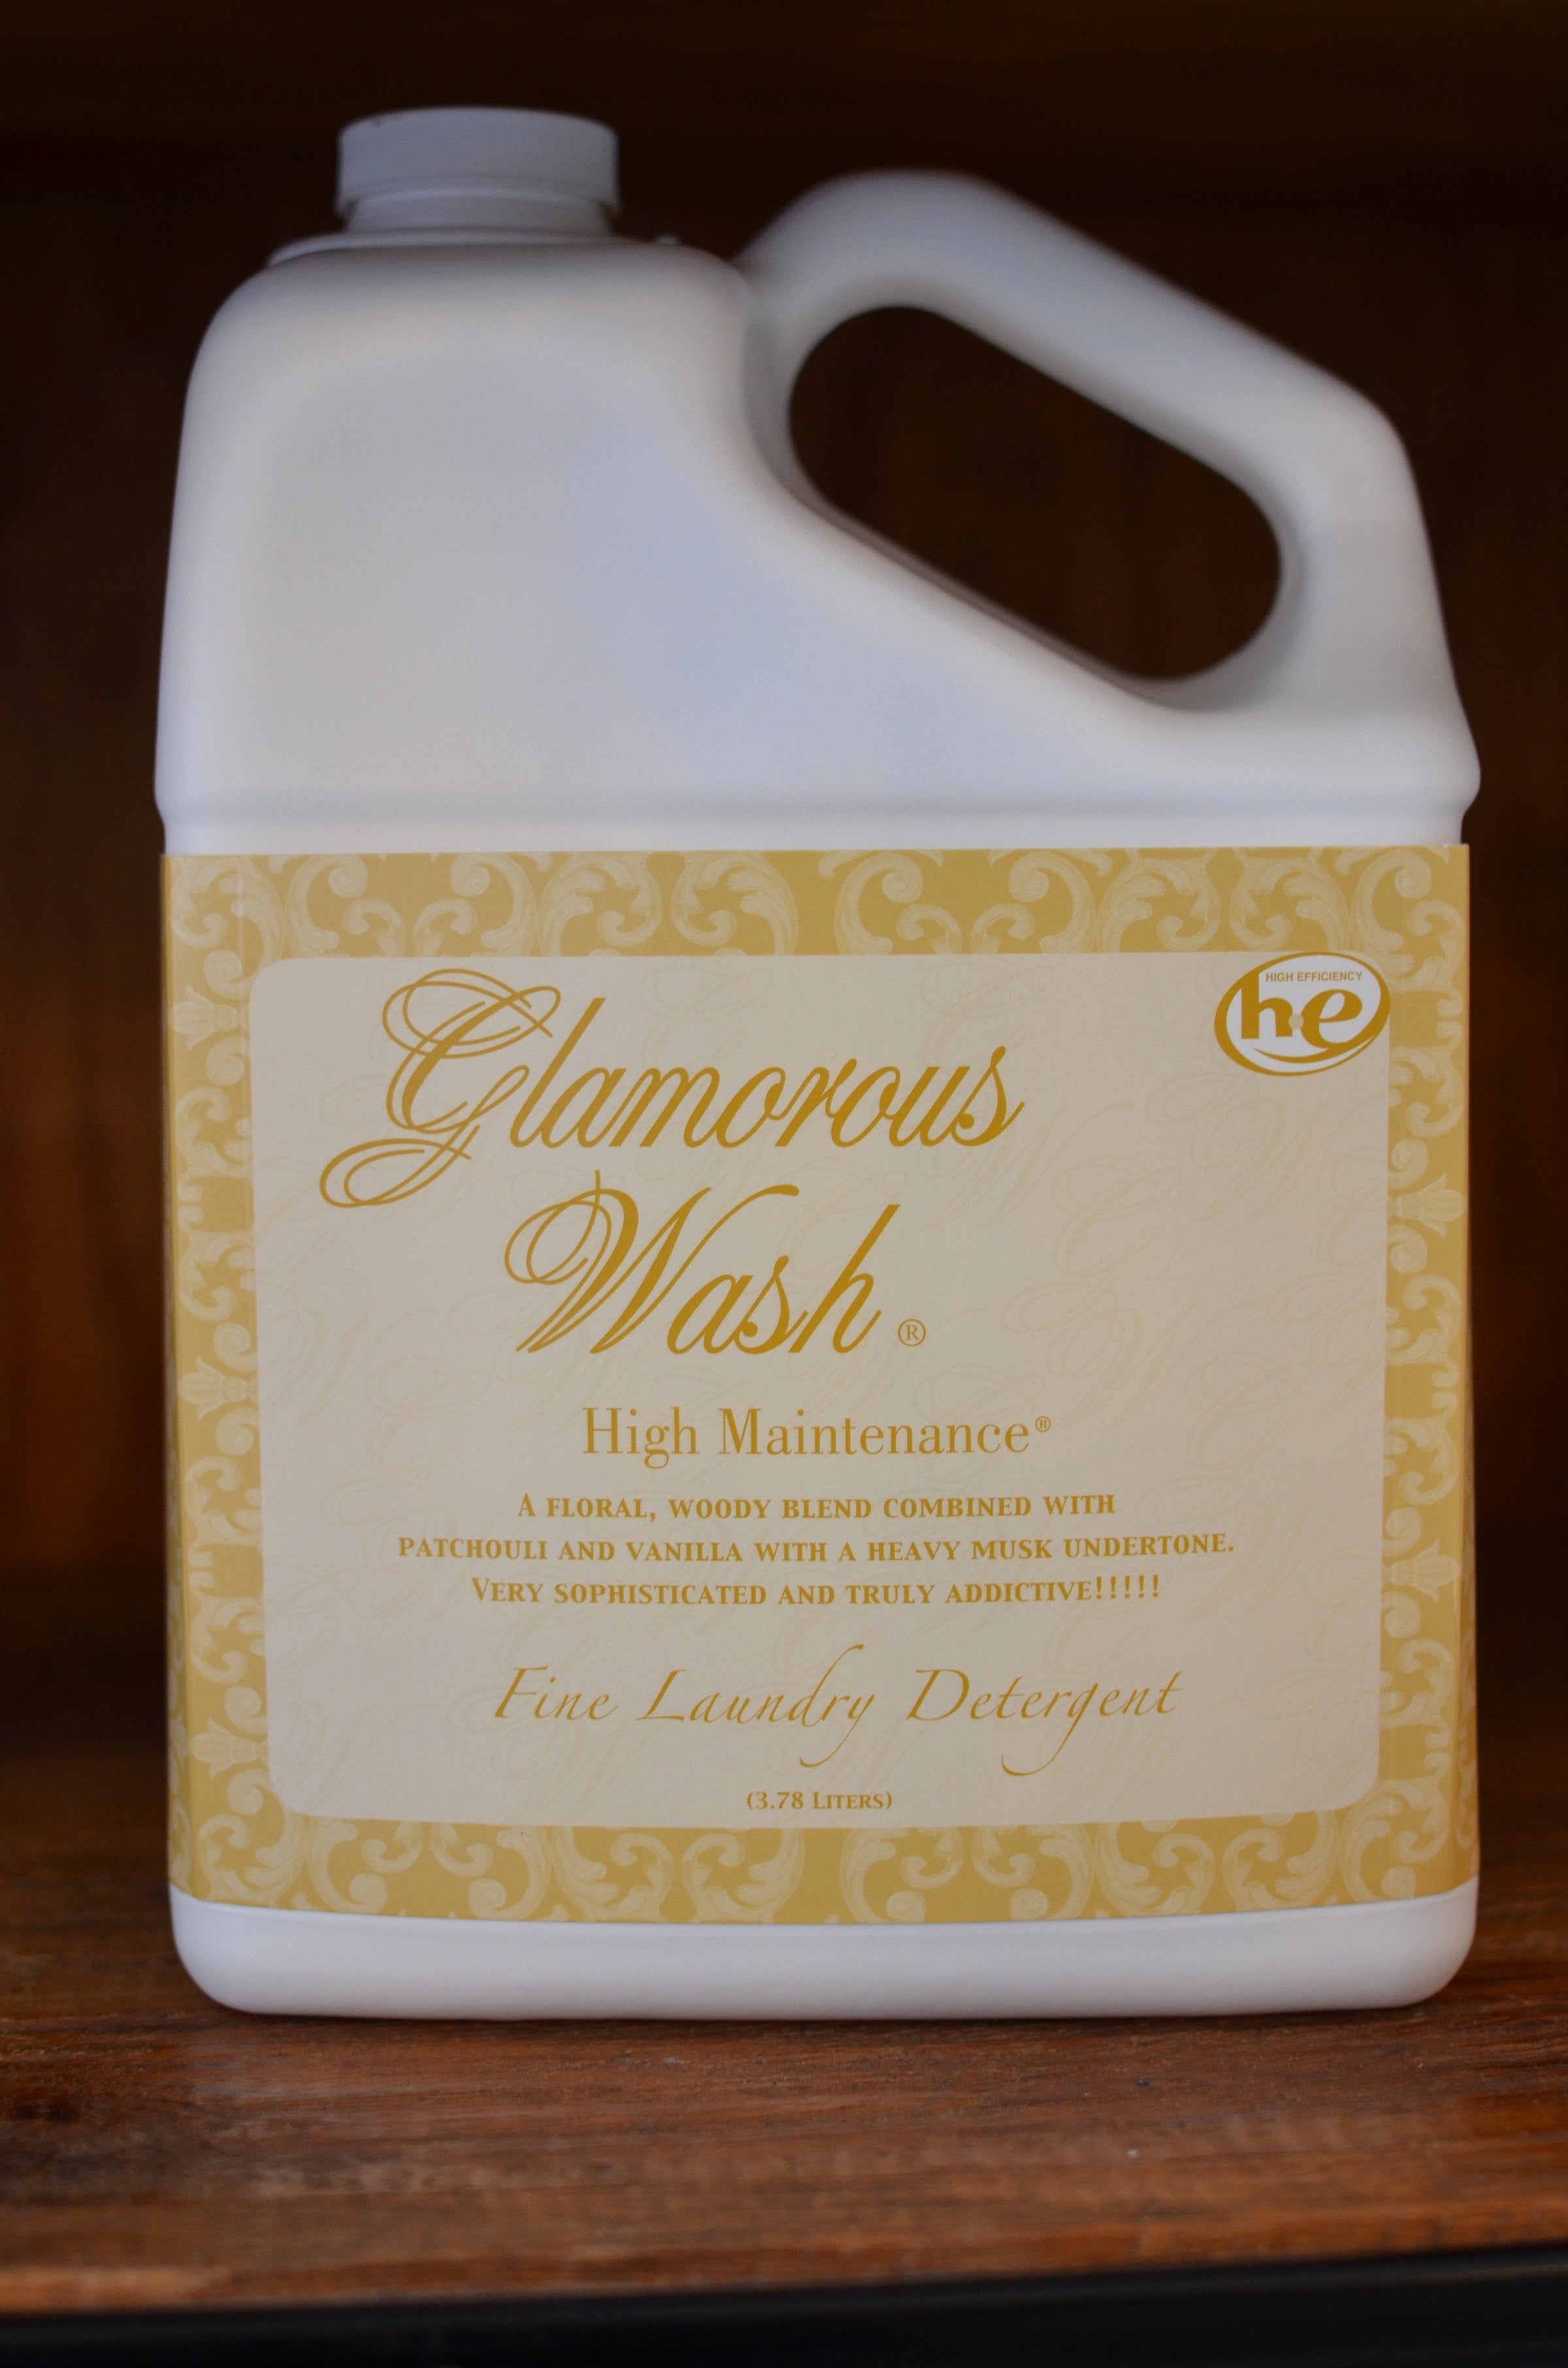 HIGH EFFICIENCY
he
Glamorous
Wash®
High Maintenance®
A FLORAL, WOODY BLEND COMBINED WITH
PATCHOULI AND VANILLA WITH A HEAVY MUSK UNDERTONE.
VERY SOPHISTICATED AND TRULY ADDICTIVE!!!!!
Fine Laundry Detergent
(3.78 LITERS)